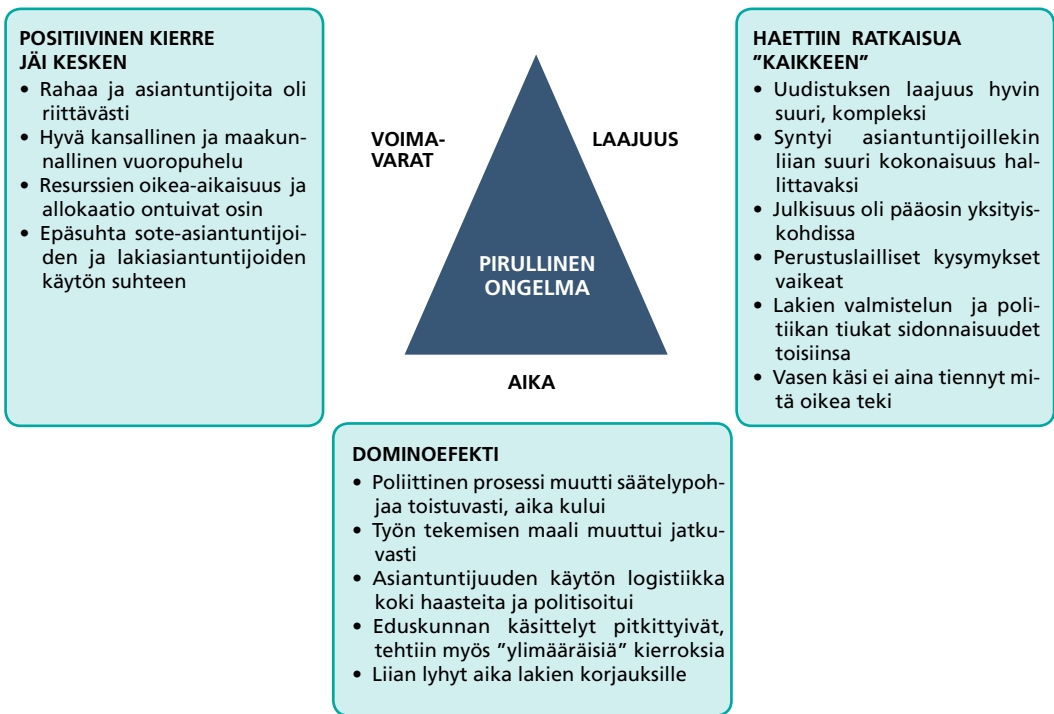 POSITIIVINEN KIERRE
JÄI KESKEN
• Rahaa ja asiantuntijoita oli
riittävästi
• Hyvä kansallinen ja maakun-
nallinen vuoropuhelu
• Resurssien oikea-aikaisuus ja
allokaatio ontuivat osin
• Epäsuhta sote-asiantuntijoi-
den ja lakiasiantuntijoiden
käytön suhteen
VOIMA-
VARAT
LAAJUUS
PIRULLINEN
ONGELMA
AIKA
HAETTIIN RATKAISUA
”KAIKKEEN”
• Uudistuksen laajuus hyvin
suuri, kompleksi
• Syntyi asiantuntijoillekin
liian suuri kokonaisuus hal-
littavaksi
• Julkisuus oli pääosin yksityis-
kohdissa
• Perustuslailliset kysymykset
vaikeat
• Lakien valmistelun ja poli-
tiikan tiukat sidonnaisuudet
toisiinsa
• Vasen käsi ei aina tiennyt mi-
tä oikea teki
DOMINOEFEKTI
• Poliittinen prosessi muutti säätelypoh-
jaa toistuvasti, aika kului
• Työn tekemisen maali muuttui jatku-
vasti
• Asiantuntijuuden käytön logistiikka
koki haasteita ja politisoitui
• Eduskunnan käsittelyt pitkittyivät,
tehtiin myös ”ylimääräisiä” kierroksia
• Liian lyhyt aika lakien korjauksille